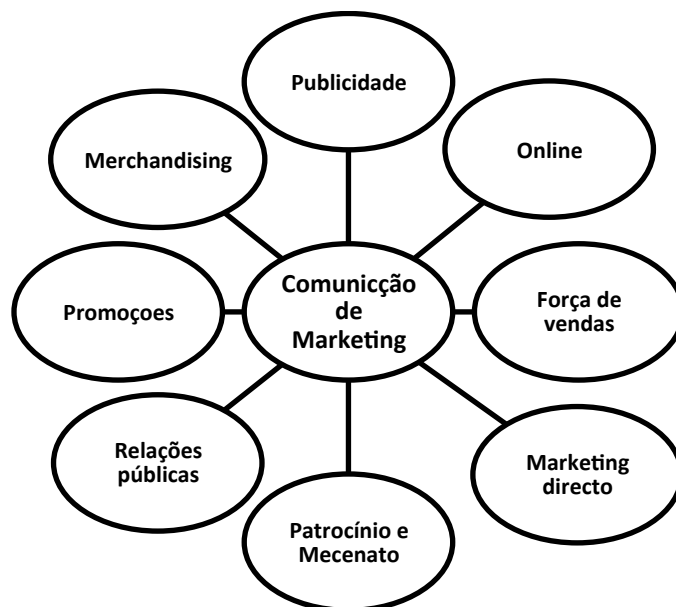 Publicidade
Online
Merchandising
Comunicção
de
Marketing
Promoçoes
Força de
vendas
Relações
públicas
Marketing
directo
Patrocínio e
Mecenato